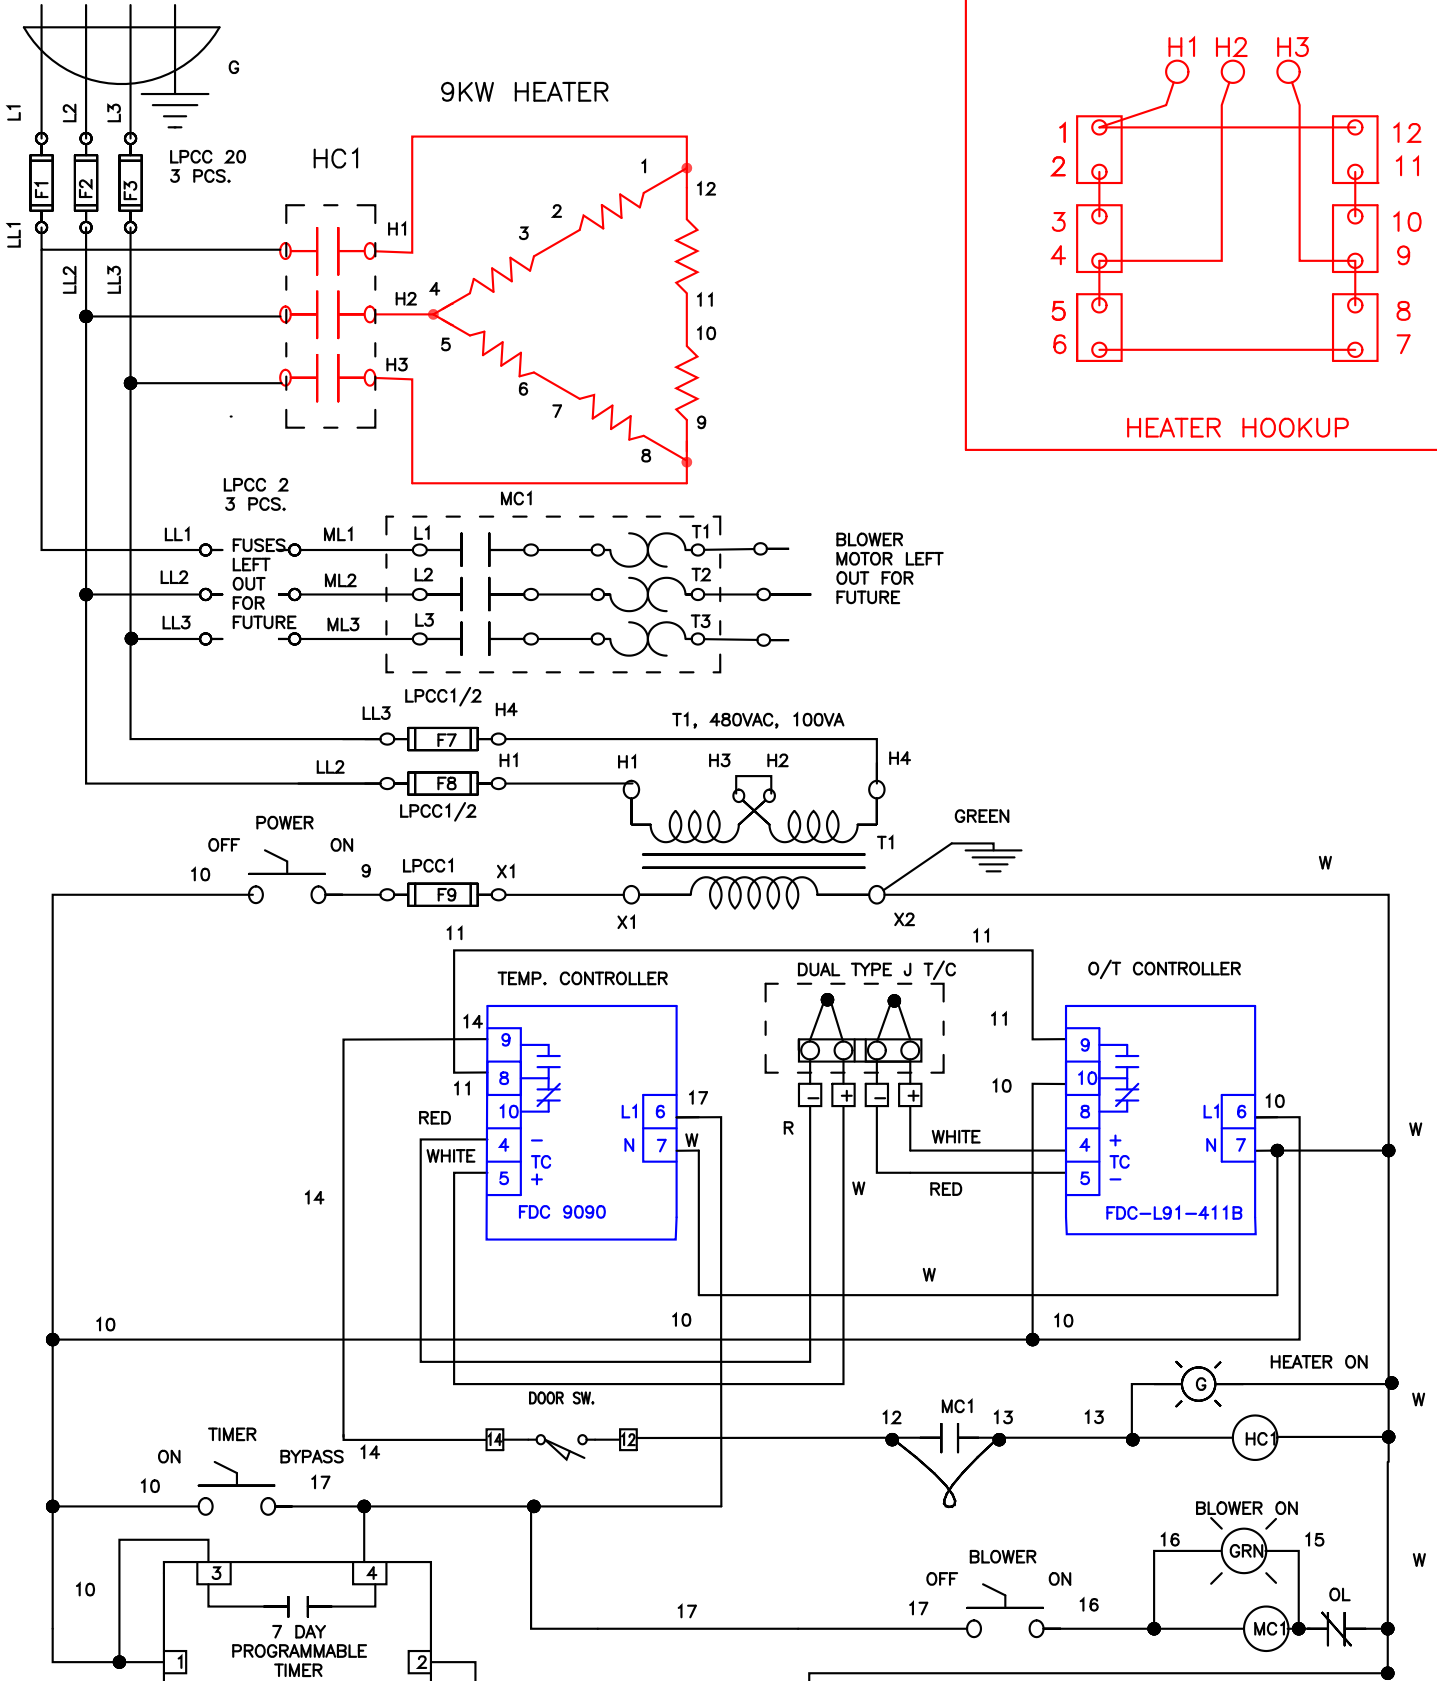 G
L1
L2
L3
LPCC 20
3 PCS.
F1
F2
F3
LL1
LL2
LL3
9KW HEATER
HC1
H1
H2
H3
1
12
2
3
4
11
10
5
6
7
9
8
H1 H2 H3
1
2
3
4
5
6
12
11
10
9
8
7
HEATER HOOKUP
LPCC 2
3 PCS.
MC1
LL1
LL2
LL3
FUSES
LEFT
OUT
FOR
FUTURE
ML1
ML2
ML3
L1
L2
L3
T1
T2
T3
BLOWER
MOTOR LEFT
OUT FOR
FUTURE
LPCC1/2
LL3
F7
H4
T1, 480VAC, 100VA
LL2
F8
H1
LPCC1/2
H1
H3
H2
H4
T1
POWER
OFF
ON
10
9
LPCC1
F9
X1
X1
X2
GREEN
W
11
11
TEMP. CONTROLLER
DUAL TYPE J T/C
O/T CONTROLLER
14
9
8
11
10
RED
4
−
WHITE
TC
5
+
FDC 9090
L1
6
17
N
7
W
−
+
−
+
R
W
WHITE
RED
11
10
9
10
8
4
+
TC
5
−
FDC−L91−411B
L1
6
10
N
7
W
14
W
10
10
10
DOOR SW.
14
14
12
12
MC1
13
13
G
HEATER ON
W
HC1
TIMER
ON
BYPASS
10
17
BLOWER ON
16
GRN
15
W
3
4
10
7 DAY
PROGRAMMABLE
TIMER
1
2
17
BLOWER
OFF
ON
17
16
MC1
OL